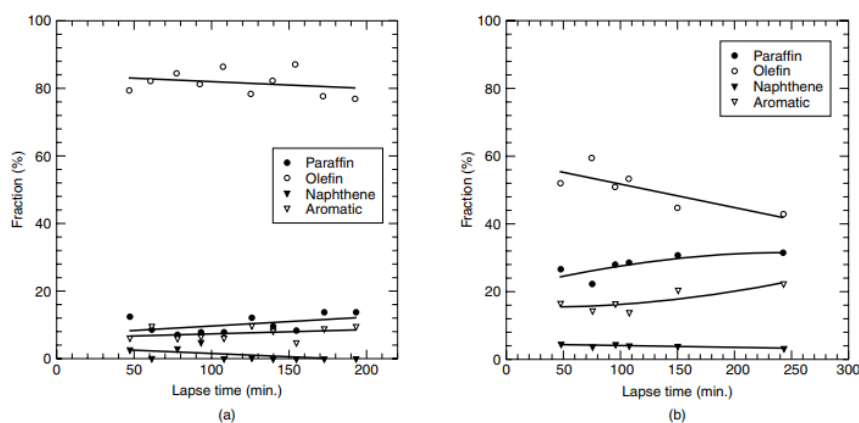 100
80
60
40
20
0
Fraction (%)
Paraffin
Olefin
Naphthene
Aromatic
0 50 100 150 200
Lapse time (min.)
(a)
100
80
60
40
20
0
Fraction (%)
Paraffin
Olefin
Naphthene
Aromatic
0 50 100 150 200 250 300
Lapse time (min.)
(b)